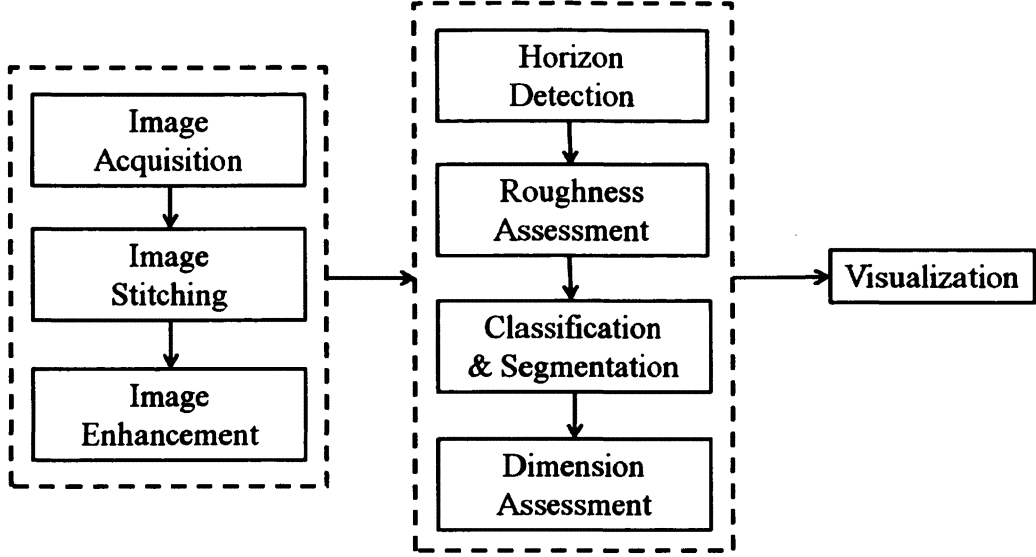 Image
Acquisition
Image
Stitching
Image
Enhancement
Horizon
Detection
Roughness
Assessment
Classification
& Segmentation
Dimension
Assessment
Visualization